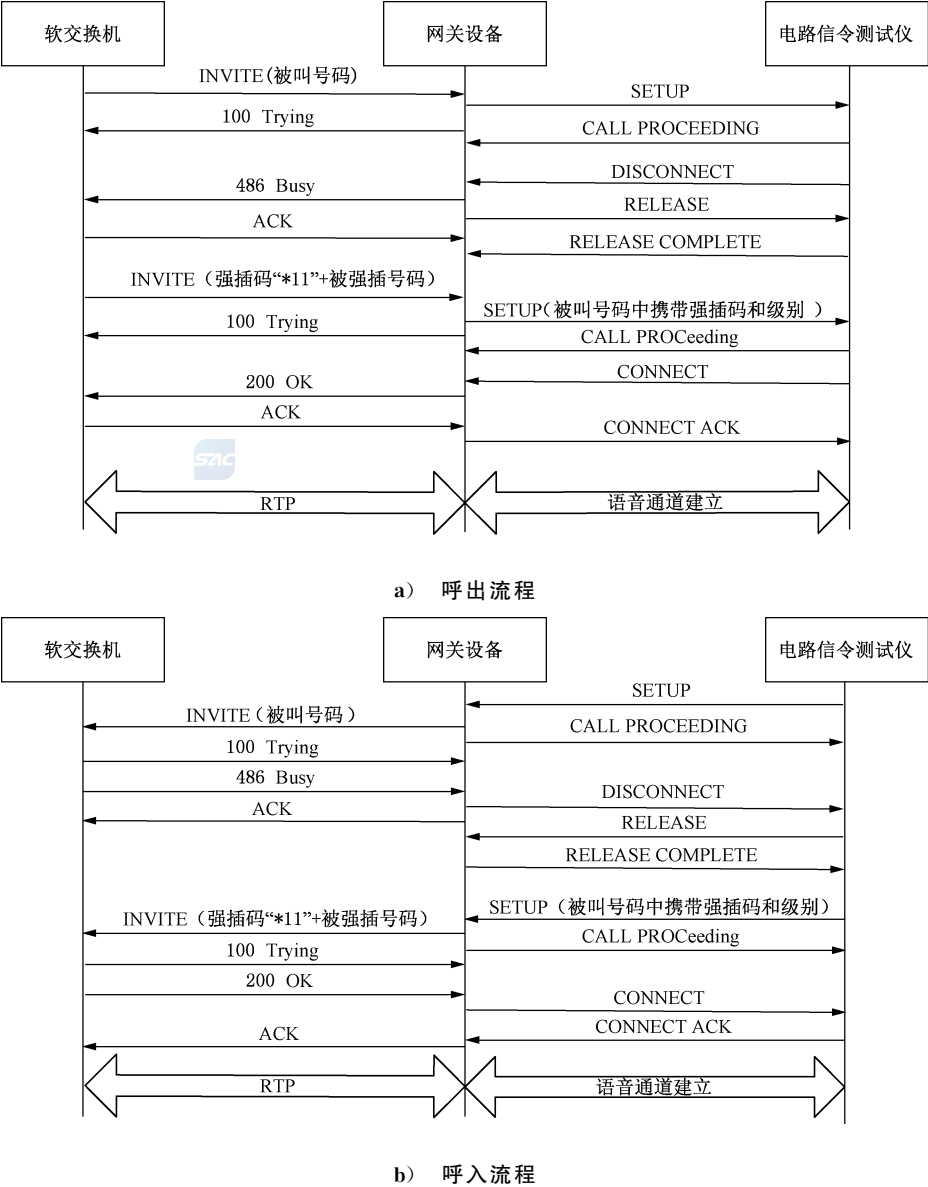 软交换机 网关设备 电路信令测试仪
INVITE(被叫号码)
SETUP
100 Trying
CALL PROCEEDING
DISCONNECT
486 Busy
RELEASE
ACK
RELEASE COMPLETE
INVITE（强插码“*11”+被强插号码）
SETUP(被叫号码中携带强插码和级别 )
100 Trying
CALL PROCeeding
CONNECT
200 OK
ACK
CONNECT ACK
SAC
RTP 语音通道建立
a） 呼出流程
软交换机 网关设备 电路信令测试仪
SETUP
INVITE（被叫号码）
CALL PROCEEDING
100 Trying
486 Busy
DISCONNECT
ACK
RELEASE
RELEASE COMPLETE
SETUP（被叫号码中携带强插码和级别）
INVITE（强插码“*11”+被强插号码）
CALL PROCeeding
100 Trying
200 OK
CONNECT
CONNECT ACK
ACK
RTP 语音通道建立
b） 呼入流程